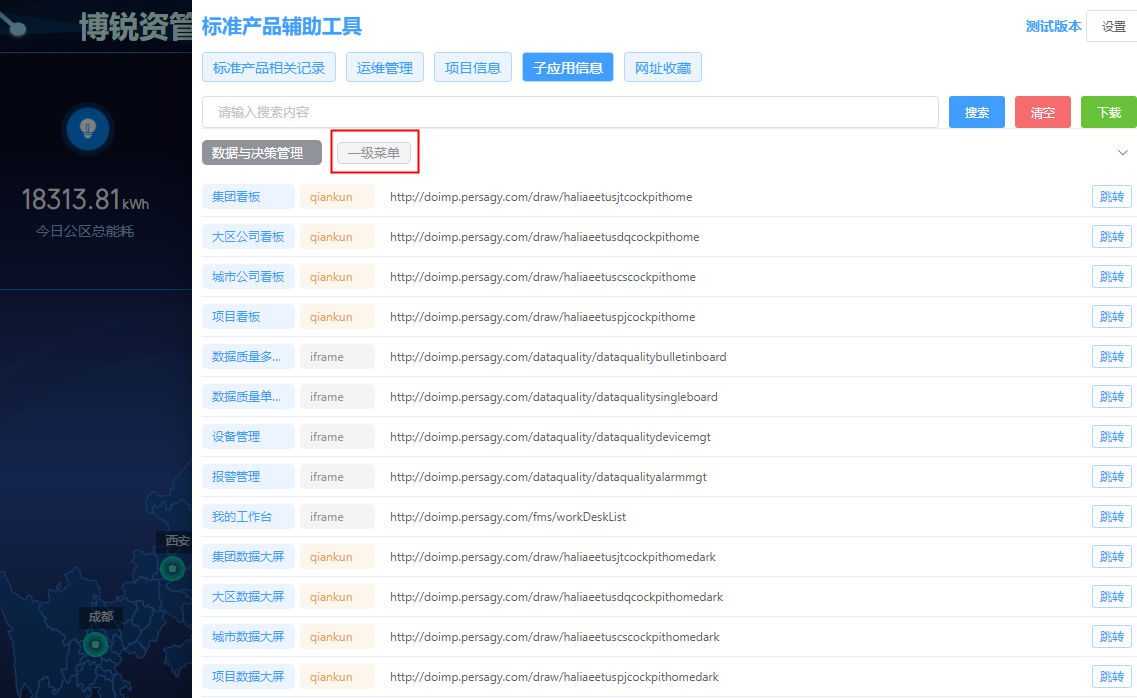 博锐资管
18313.81kWh
今日公区总能耗
西安
成都
标准产品辅助工具
测试版本 设置
标准产品相关记录 运维管理 项目信息 子应用信息 网址收藏
请输入搜索内容 搜索 清空 下载
数据与决策管理 一级菜单
集团看板 qiankun http://doimp.persagy.com/draw/haliaeetusjtcockpithome 跳转
大区公司看板 qiankun http://doimp.persagy.com/draw/haliaeetusdqcockpithome 跳转
城市公司看板 qiankun http://doimp.persagy.com/draw/haliaeetuscscockpithome 跳转
项目看板 qiankun http://doimp.persagy.com/draw/haliaeetuspjcockpithome 跳转
数据质量多... iframe http://doimp.persagy.com/dataquality/dataqualitybulletinboard 跳转
数据质量单... iframe http://doimp.persagy.com/dataquality/dataqualitysingleboard 跳转
设备管理 iframe http://doimp.persagy.com/dataquality/dataqualitydevicemgt 跳转
报警管理 iframe http://doimp.persagy.com/dataquality/dataqualityalarmmgt 跳转
我的工作台 iframe http://doimp.persagy.com/fms/workDeskList 跳转
集团数据大屏 qiankun http://doimp.persagy.com/draw/haliaeetusjtcockpithomedark 跳转
大区数据大屏 qiankun http://doimp.persagy.com/draw/haliaeetusdqcockpithomedark 跳转
城市数据大屏 qiankun http://doimp.persagy.com/draw/haliaeetuscscockpithomedark 跳转
项目数据大屏 qiankun http://doimp.persagy.com/draw/haliaeetuspjcockpithomedark 跳转